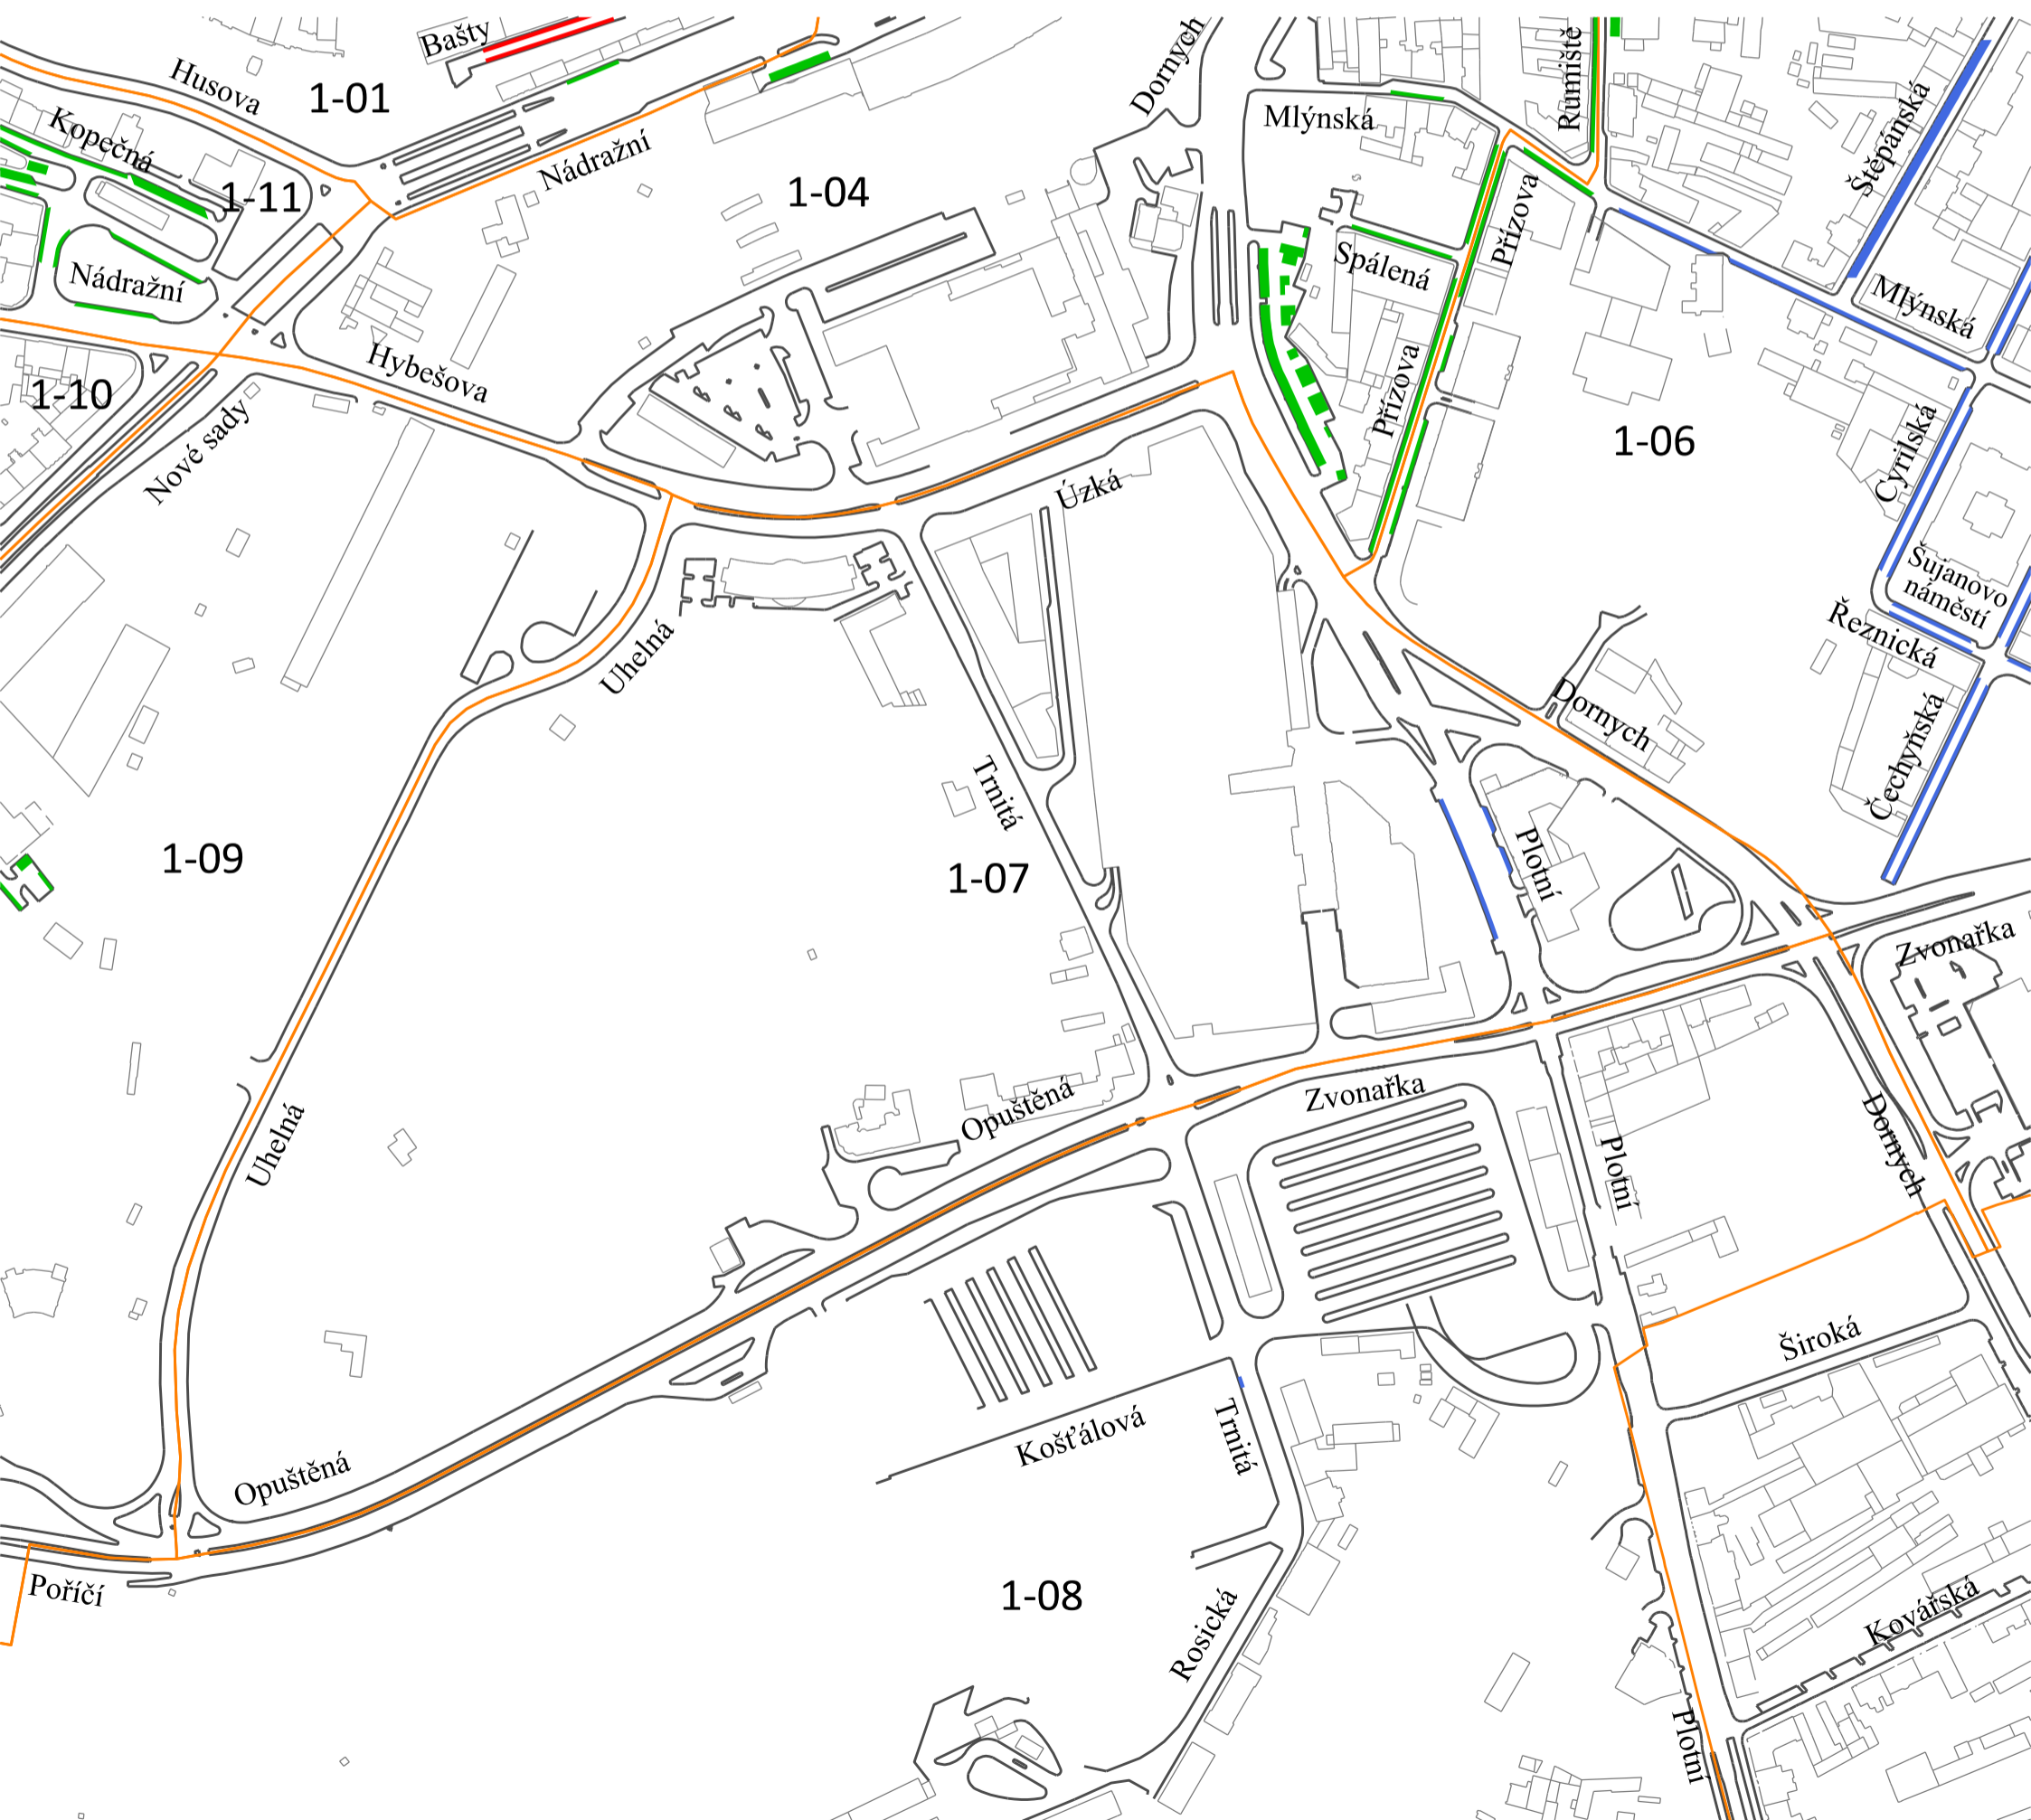 Bašty
Dornych
Husova
1-01
Rumiště
Mlýnská
Štěpánská
Kopečná
Nádražní
1-11
1-04
Přízova
Spálená
Nádražní
Mlýnská
Hybešova
1-10
Přízova
1-06
Nové sady
Cyrilská
Úzká
Šujanovo
náměstí
Řeznická
Uhelná
Dornych
Čechyňská
Trnitá
1-09
1-07
Plotní
Zvonařka
Opuštěná
Zvonařka
Uhelná
Dornych
Plotní
Široká
Košťálová
Trnitá
Opuštěná
Poříčí
1-08
Rosická
Kovářská
Plotní